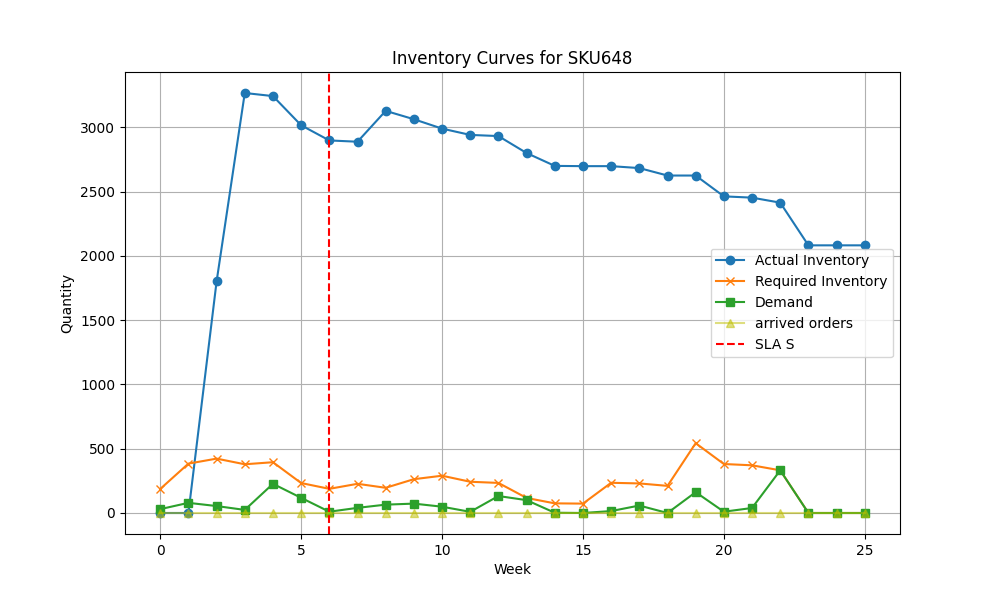 Inventory Curves for SKU648
Quantity
3000
2500
2000
1500
1000
500
0
Actual Inventory
Required Inventory
Demand
arrived orders
SLA S
0 5 10 15 20 25
Week